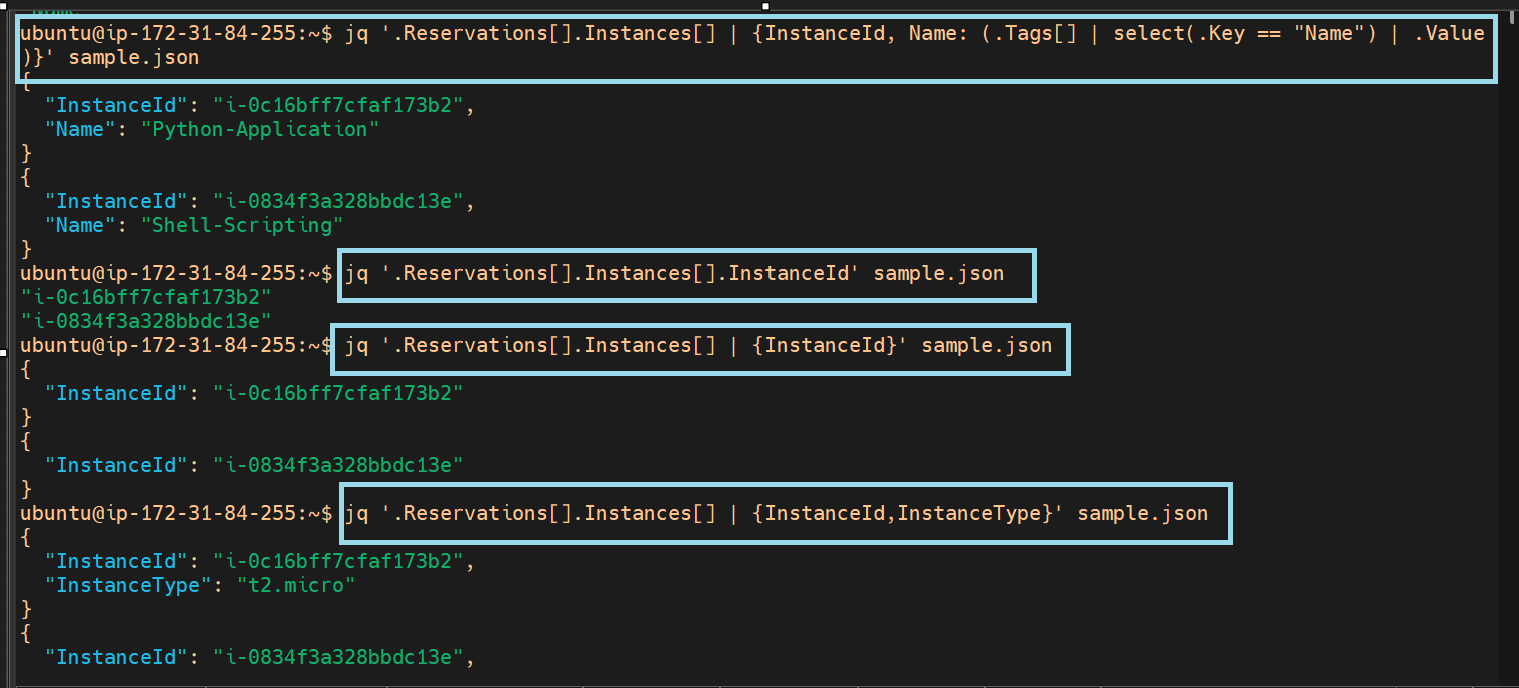 ubuntu@ip-172-31-84-255:~$ jq '.Reservations[].Instances[] | {InstanceId, Name: (.Tags[] | select(.Key == "Name") | .Value
)}' sample.json
{
  "InstanceId": "i-0c16bff7cfaf173b2",
  "Name": "Python-Application"
}
{
  "InstanceId": "i-0834f3a328bbdc13e",
  "Name": "Shell-Scripting"
}
ubuntu@ip-172-31-84-255:~$ jq '.Reservations[].Instances[].InstanceId' sample.json
"i-0c16bff7cfaf173b2"
"i-0834f3a328bbdc13e"
ubuntu@ip-172-31-84-255:~$ jq '.Reservations[].Instances[] | {InstanceId}' sample.json
{
  "InstanceId": "i-0c16bff7cfaf173b2"
}
{
  "InstanceId": "i-0834f3a328bbdc13e"
}
ubuntu@ip-172-31-84-255:~$ jq '.Reservations[].Instances[] | {InstanceId,InstanceType}' sample.json
{
  "InstanceId": "i-0c16bff7cfaf173b2",
  "InstanceType": "t2.micro"
}
{
  "InstanceId": "i-0834f3a328bbdc13e",